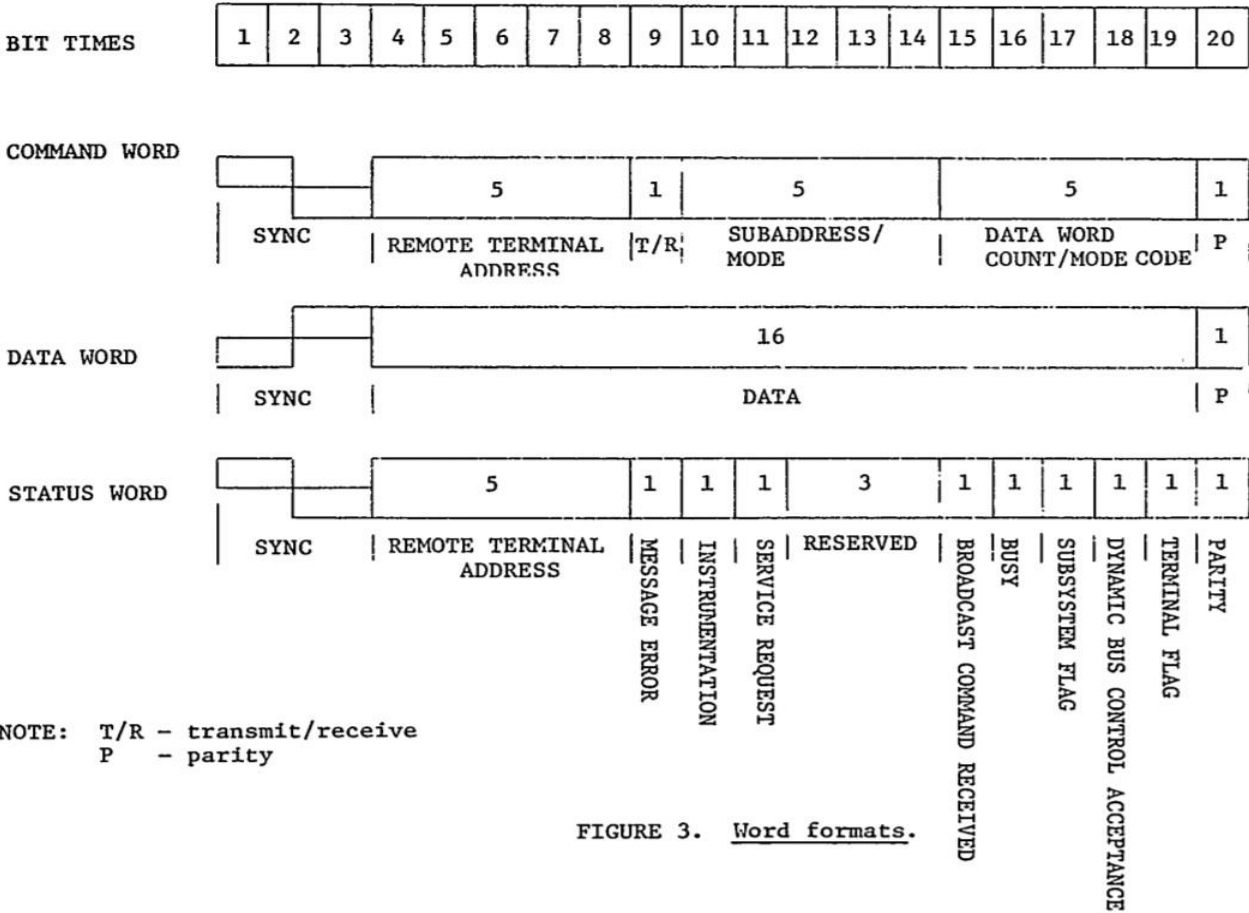 BIT TIMES 1 2 3 4 5 6 7 8 9 10 11 12 13 14 15 16 17 18 19 20
COMMAND WORD
5 1 5 5 1
SYNC REMOTE TERMINAL ADDRESS T/R SUBADDRESS/ MODE DATA WORD COUNT/MODE CODE P
DATA WORD
16 1
SYNC DATA P
STATUS WORD
5 1 1 1 3 1 1 1 1 1 1
SYNC REMOTE TERMINAL ADDRESS MESSAGE ERROR INSTRUMENTATION SERVICE REQUEST RESERVED BROADCAST COMMAND RECEIVED BUSY SUBSYSTEM FLAG DYNAMIC BUS CONTROL ACCEPTANCE TERMINAL FLAG PARITY
NOTE: T/R – transmit/receive
P – parity
FIGURE 3. Word formats.